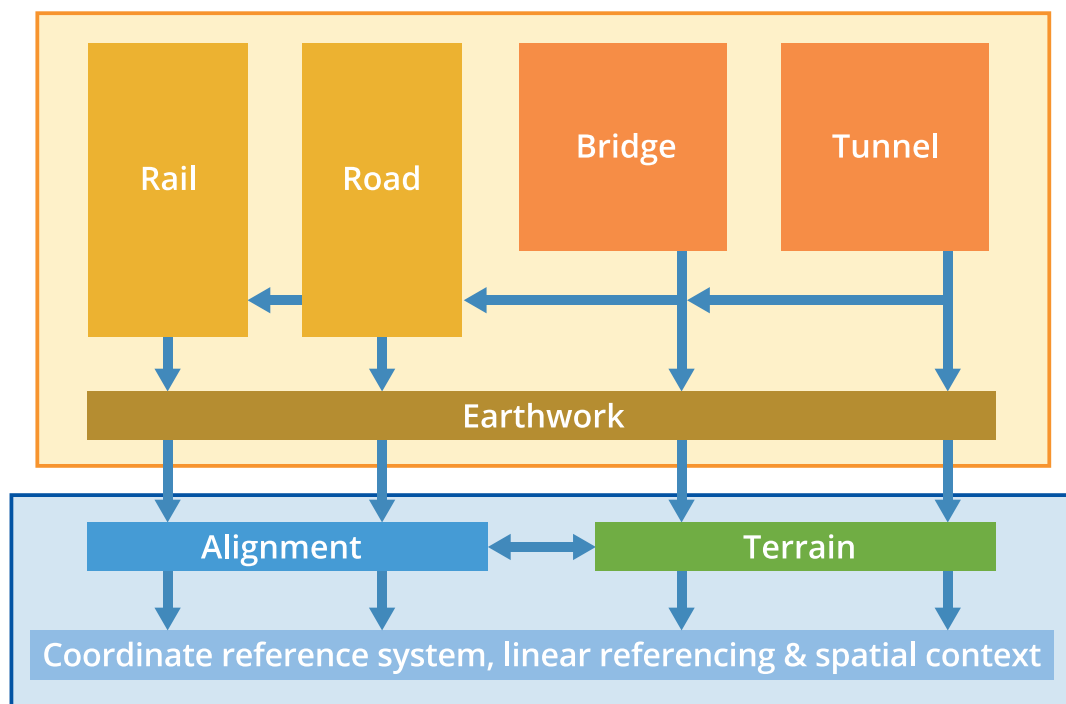 Rail
Road
Bridge
Tunnel
Earthwork
Alignment
Terrain
Coordinate reference system, linear referencing & spatial context